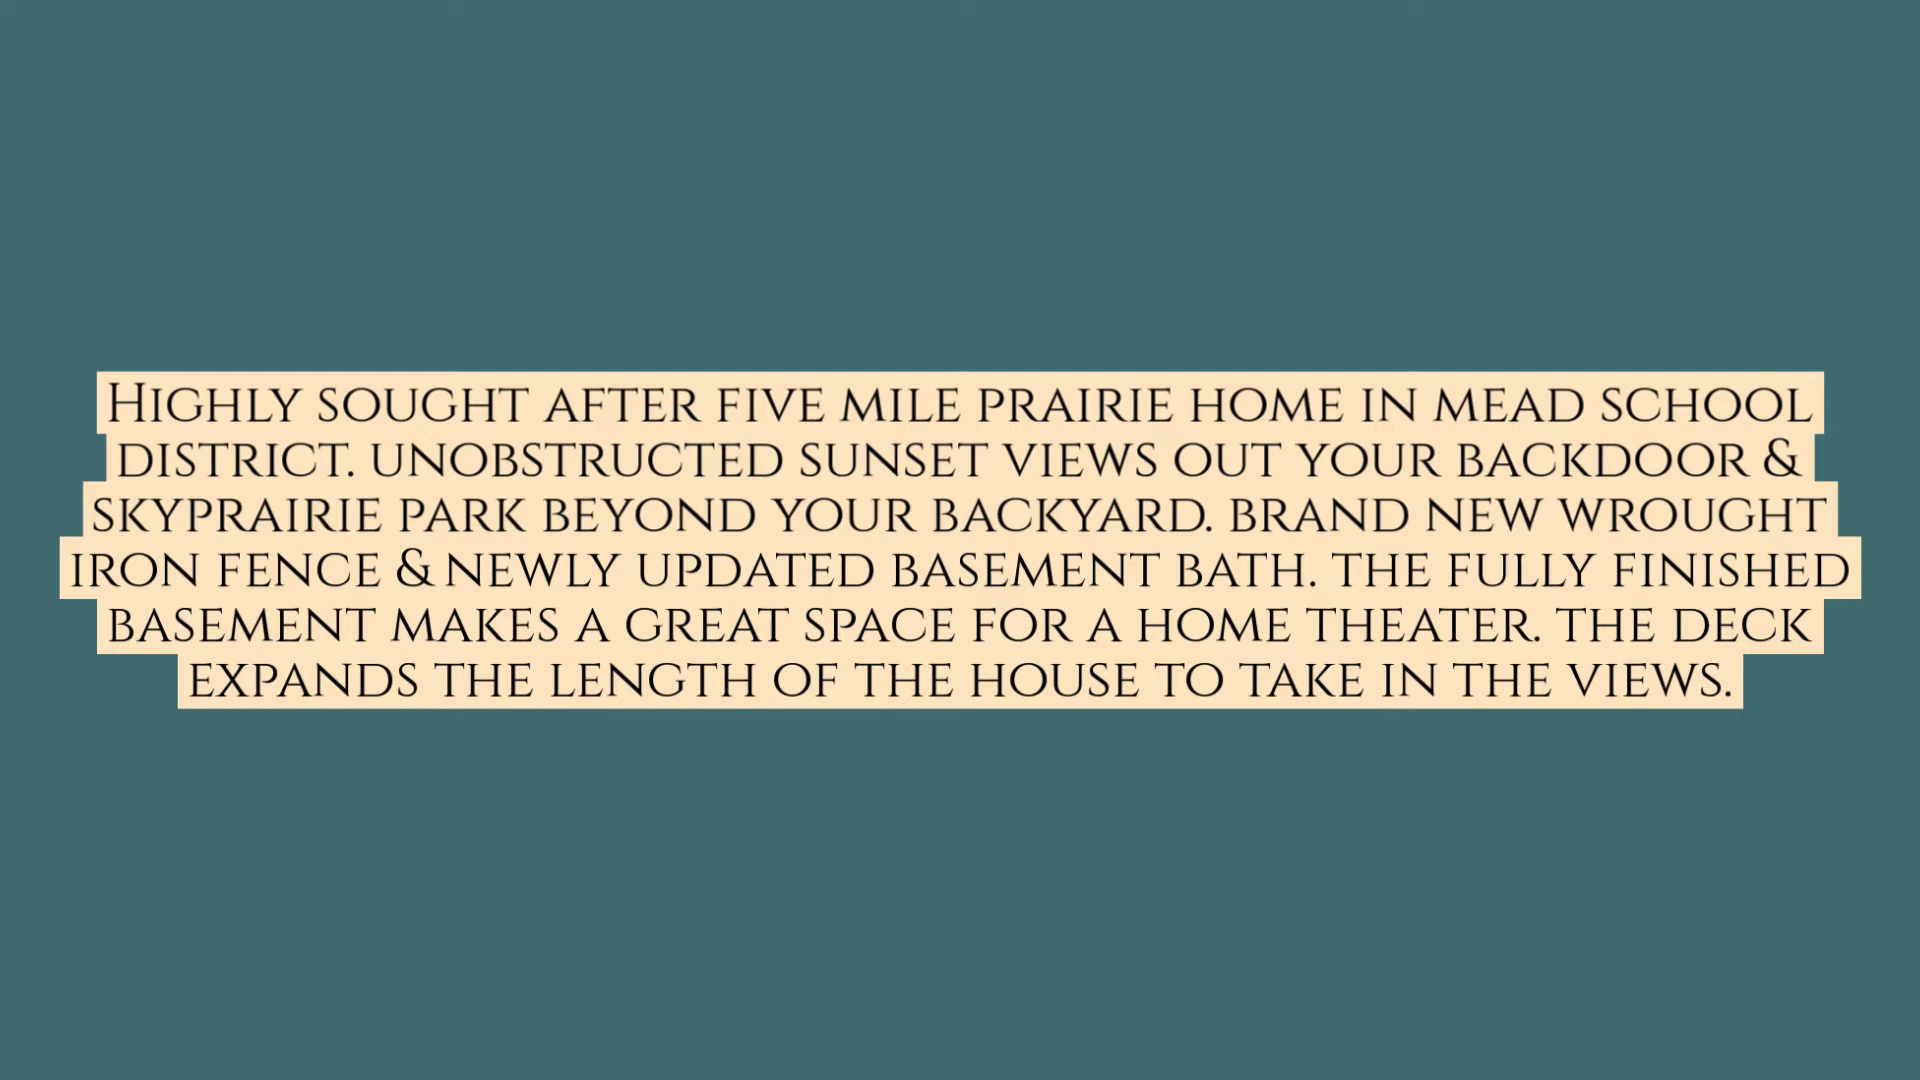 Highly sought after five mile prairie home in mead school
district. unobstructed sunset views out your backdoor &
skyprairie park beyond your backyard. brand new wrought
iron fence & newly updated basement bath. the fully finished
basement makes a great space for a home theater. the deck
expands the length of the house to take in the views.